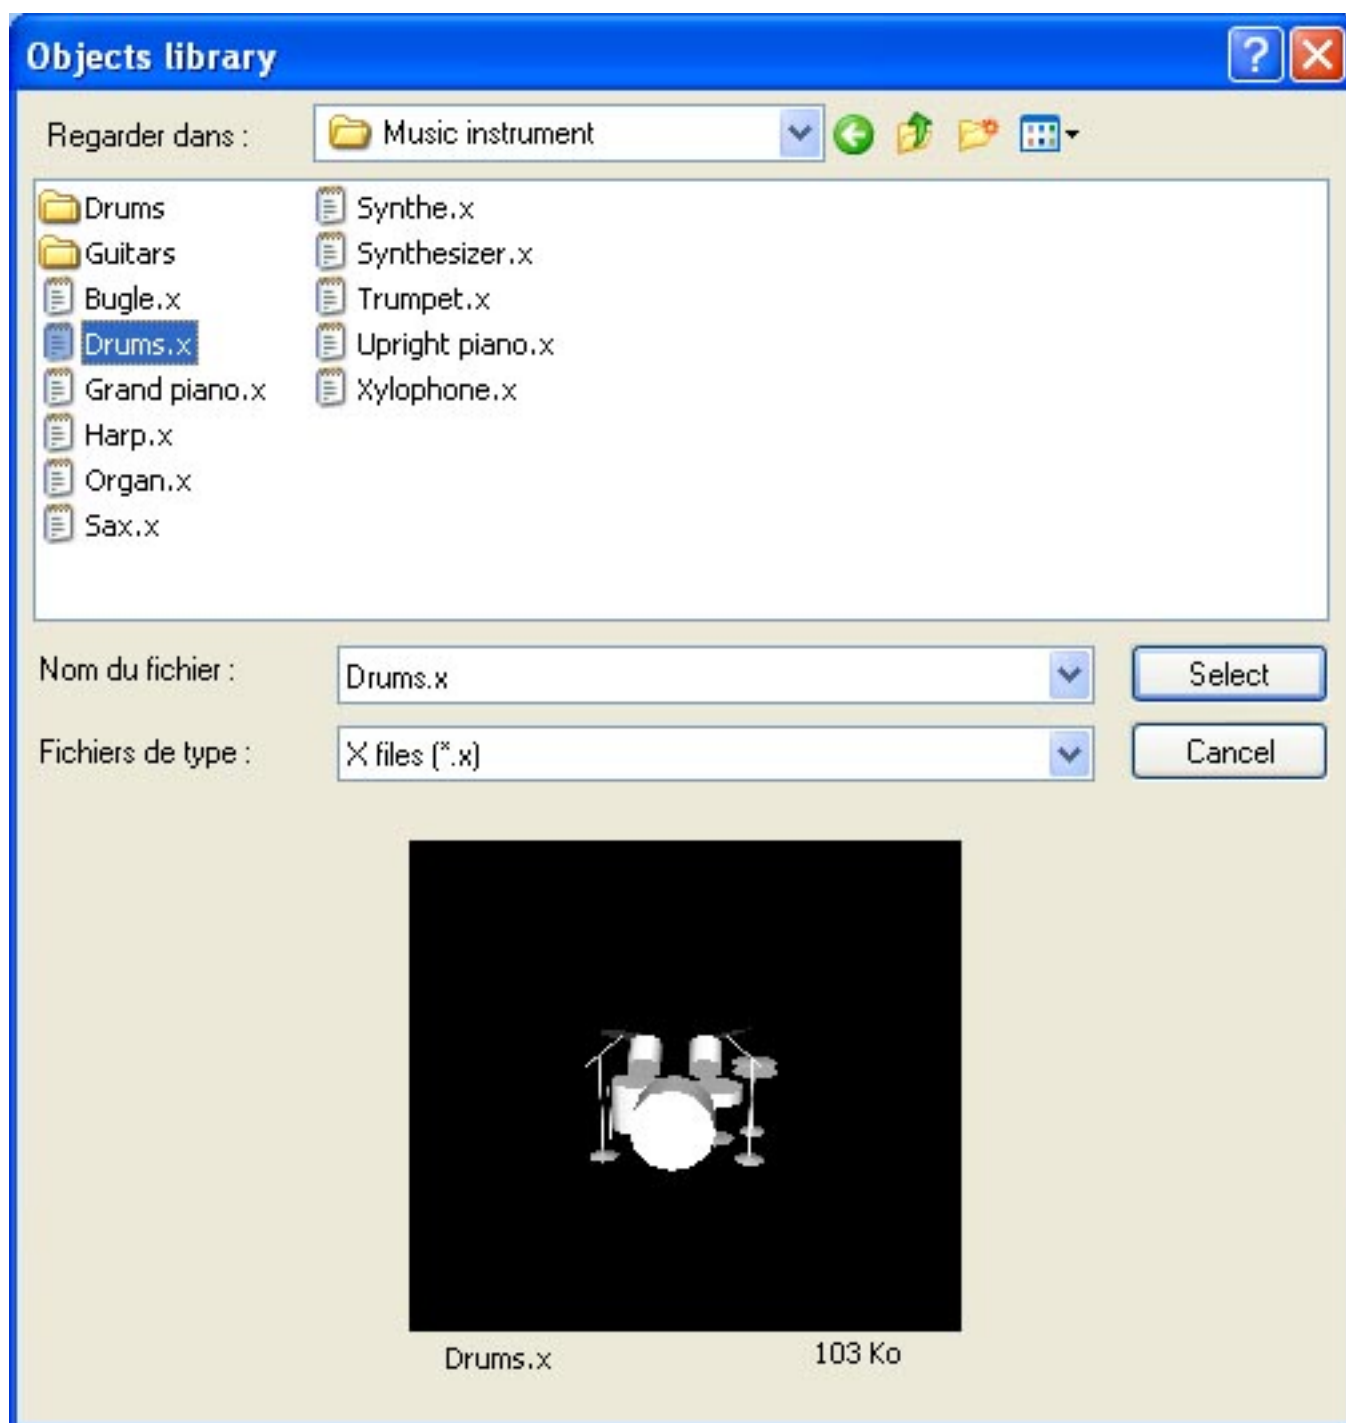 Objects library
Regarder dans :
Music instrument
Drums
Guitars
Bugle.x
Drums.x
Grand piano.x
Harp.x
Organ.x
Sax.x
Synthe.x
Synthesizer.x
Trumpet.x
Upright piano.x
Xylophone.x
Nom du fichier :
Drums.x
Select
Fichiers de type :
X files (*.x)
Cancel
Drums.x
103 Ko